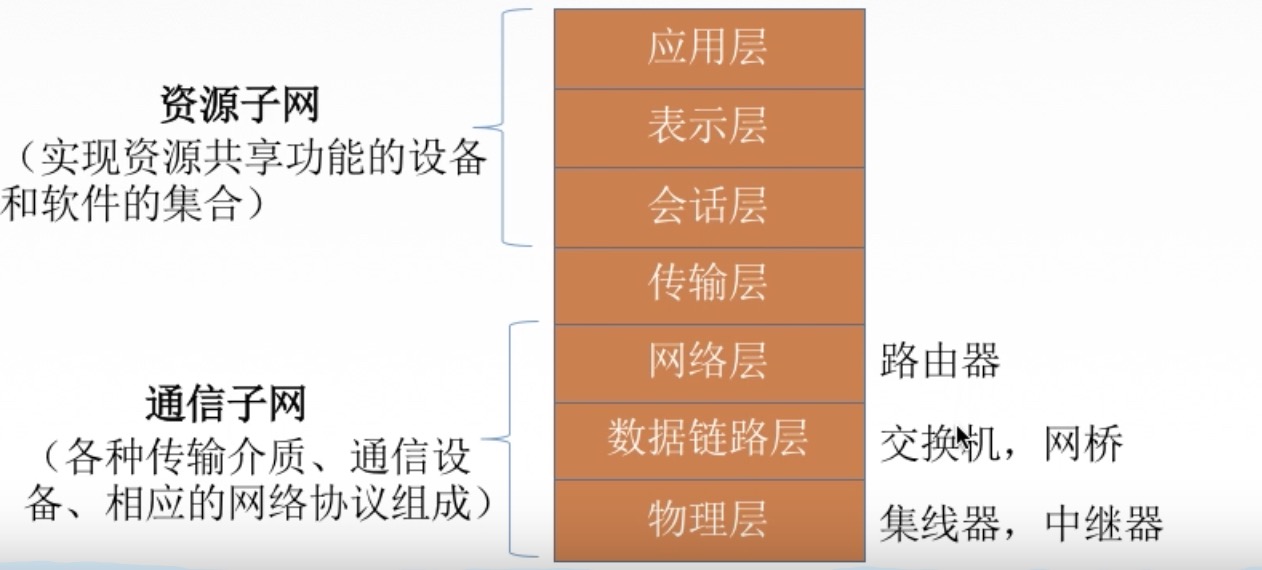 应用层
表示层
会话层
传输层
网络层
数据链路层
物理层
资源子网
（实现资源共享功能的设备
和软件的集合）
通信子网
（各种传输介质、通信设
备、相应的网络协议组成）
路由器
交换机，网桥
集线器，中继器